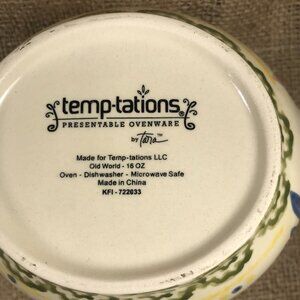 temp-tations®
PRESENTABLE OVENWARE
by Tara™
Made for Temp-tations LLC
Old World - 16 OZ
Oven - Dishwasher - Microwave Safe
Made in China
KFI - 722033